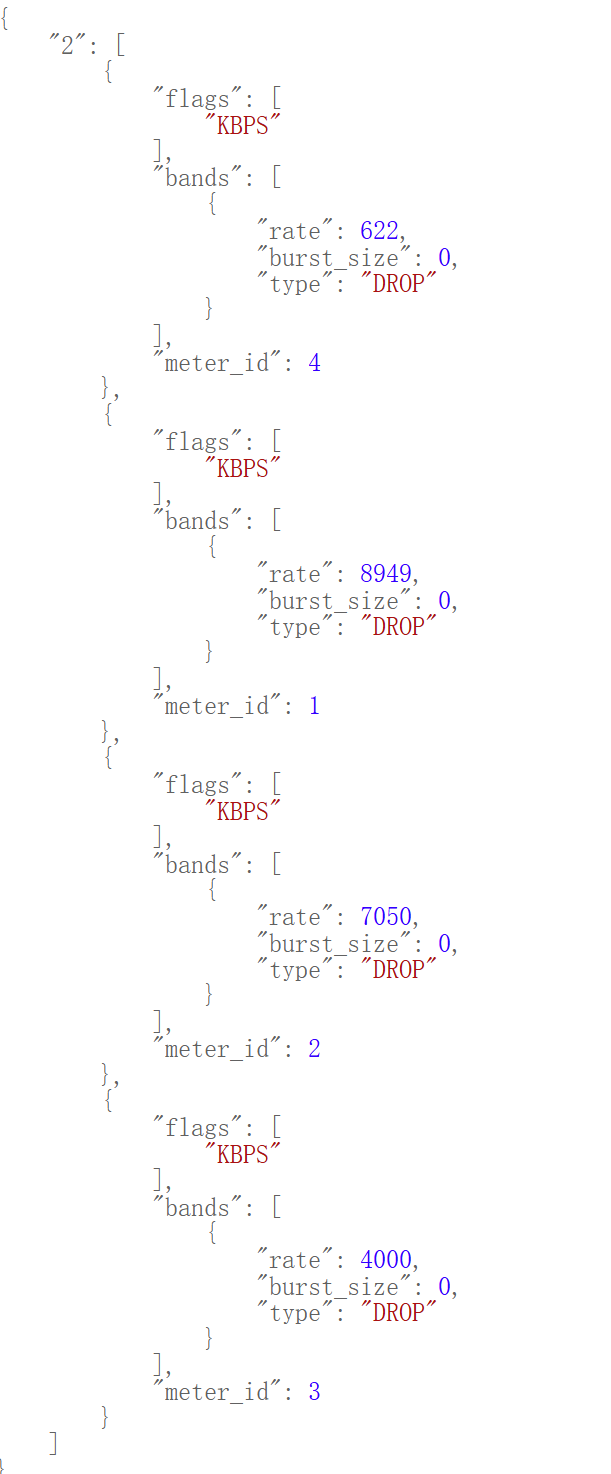 {
    "2": [
        {
            "flags": [
                "KBPS"
            ],
            "bands": [
                {
                    "rate": 622,
                    "burst_size": 0,
                    "type": "DROP"
                }
            ],
            "meter_id": 4
        },
        {
            "flags": [
                "KBPS"
            ],
            "bands": [
                {
                    "rate": 8949,
                    "burst_size": 0,
                    "type": "DROP"
                }
            ],
            "meter_id": 1
        },
        {
            "flags": [
                "KBPS"
            ],
            "bands": [
                {
                    "rate": 7050,
                    "burst_size": 0,
                    "type": "DROP"
                }
            ],
            "meter_id": 2
        },
        {
            "flags": [
                "KBPS"
            ],
            "bands": [
                {
                    "rate": 4000,
                    "burst_size": 0,
                    "type": "DROP"
                }
            ],
            "meter_id": 3
        }
    ]
}